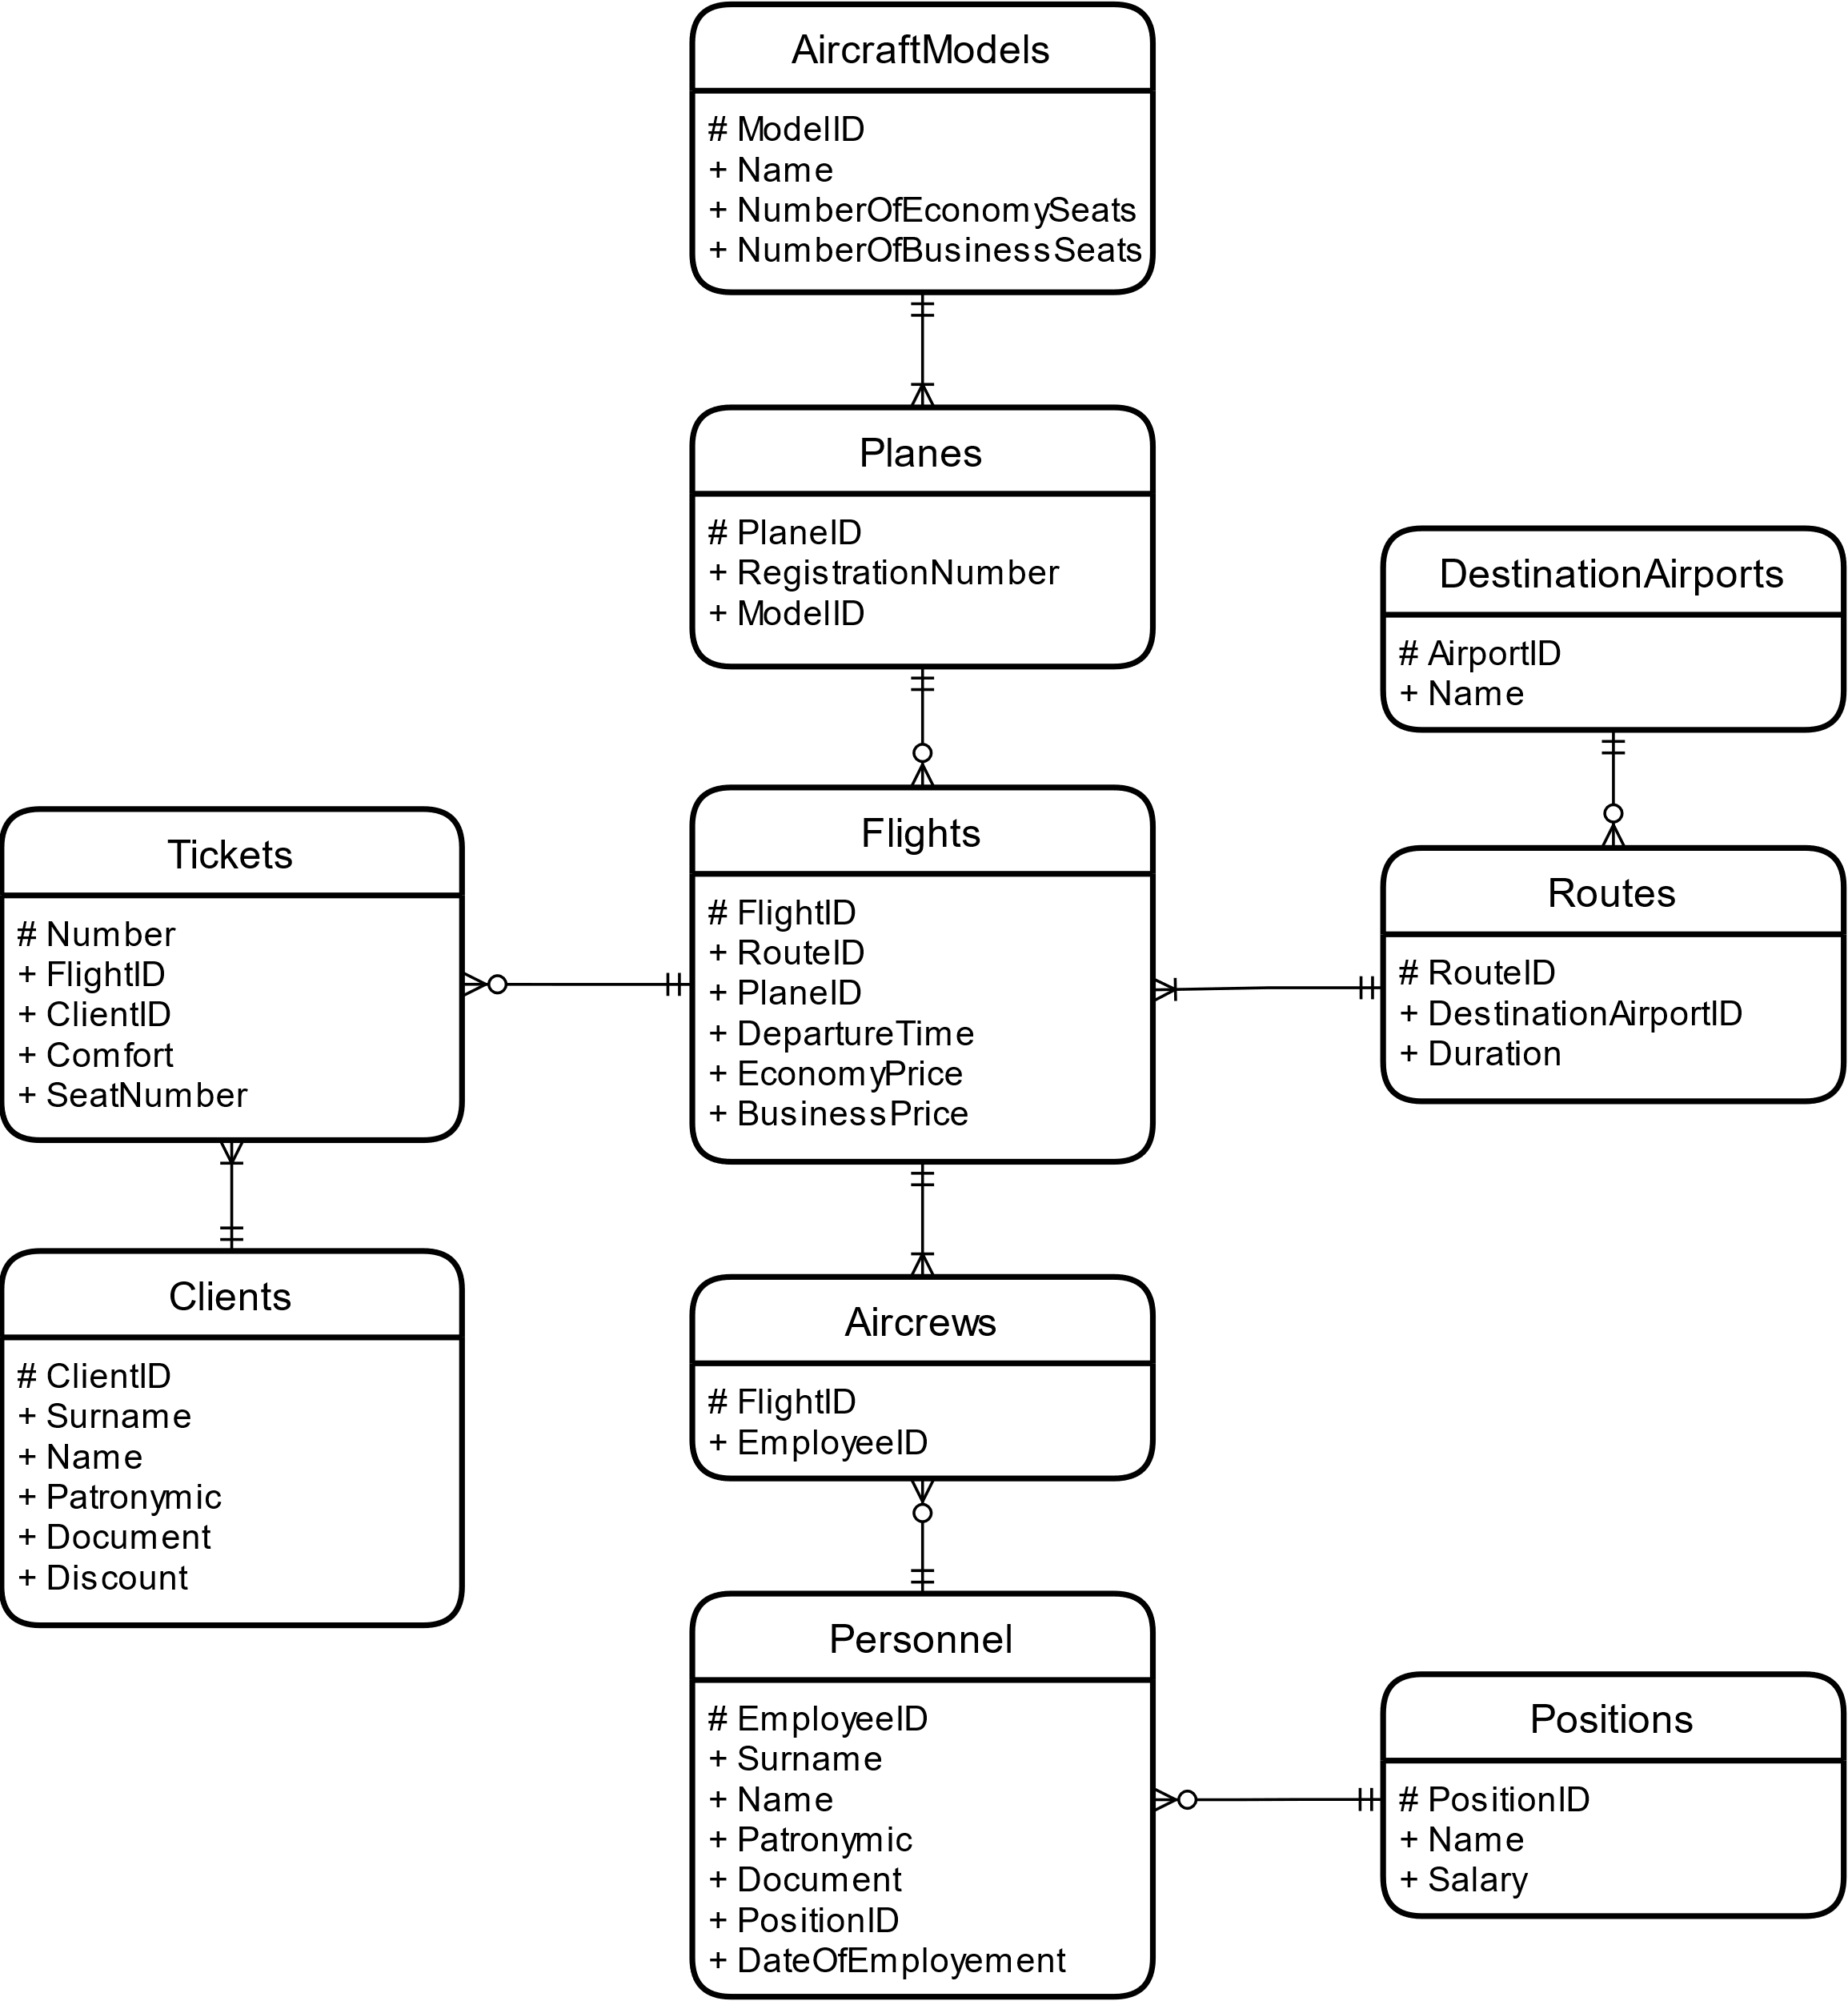 AircraftModels
# ModelID
+ Name
+ NumberOfEconomySeats
+ NumberOfBusinessSeats
Planes
# PlaneID
+ RegistrationNumber
+ ModelID
DestinationAirports
# AirportID
+ Name
Tickets
# Number
+ FlightID
+ ClientID
+ Comfort
+ SeatNumber
Flights
# FlightID
+ RouteID
+ PlaneID
+ DepartureTime
+ EconomyPrice
+ BusinessPrice
Routes
# RouteID
+ DestinationAirportID
+ Duration
Clients
# ClientID
+ Surname
+ Name
+ Patronymic
+ Document
+ Discount
Aircrews
# FlightID
+ EmployeeID
Personnel
# EmployeeID
+ Surname
+ Name
+ Patronymic
+ Document
+ PositionID
+ DateOfEmployement
Positions
# PositionID
+ Name
+ Salary